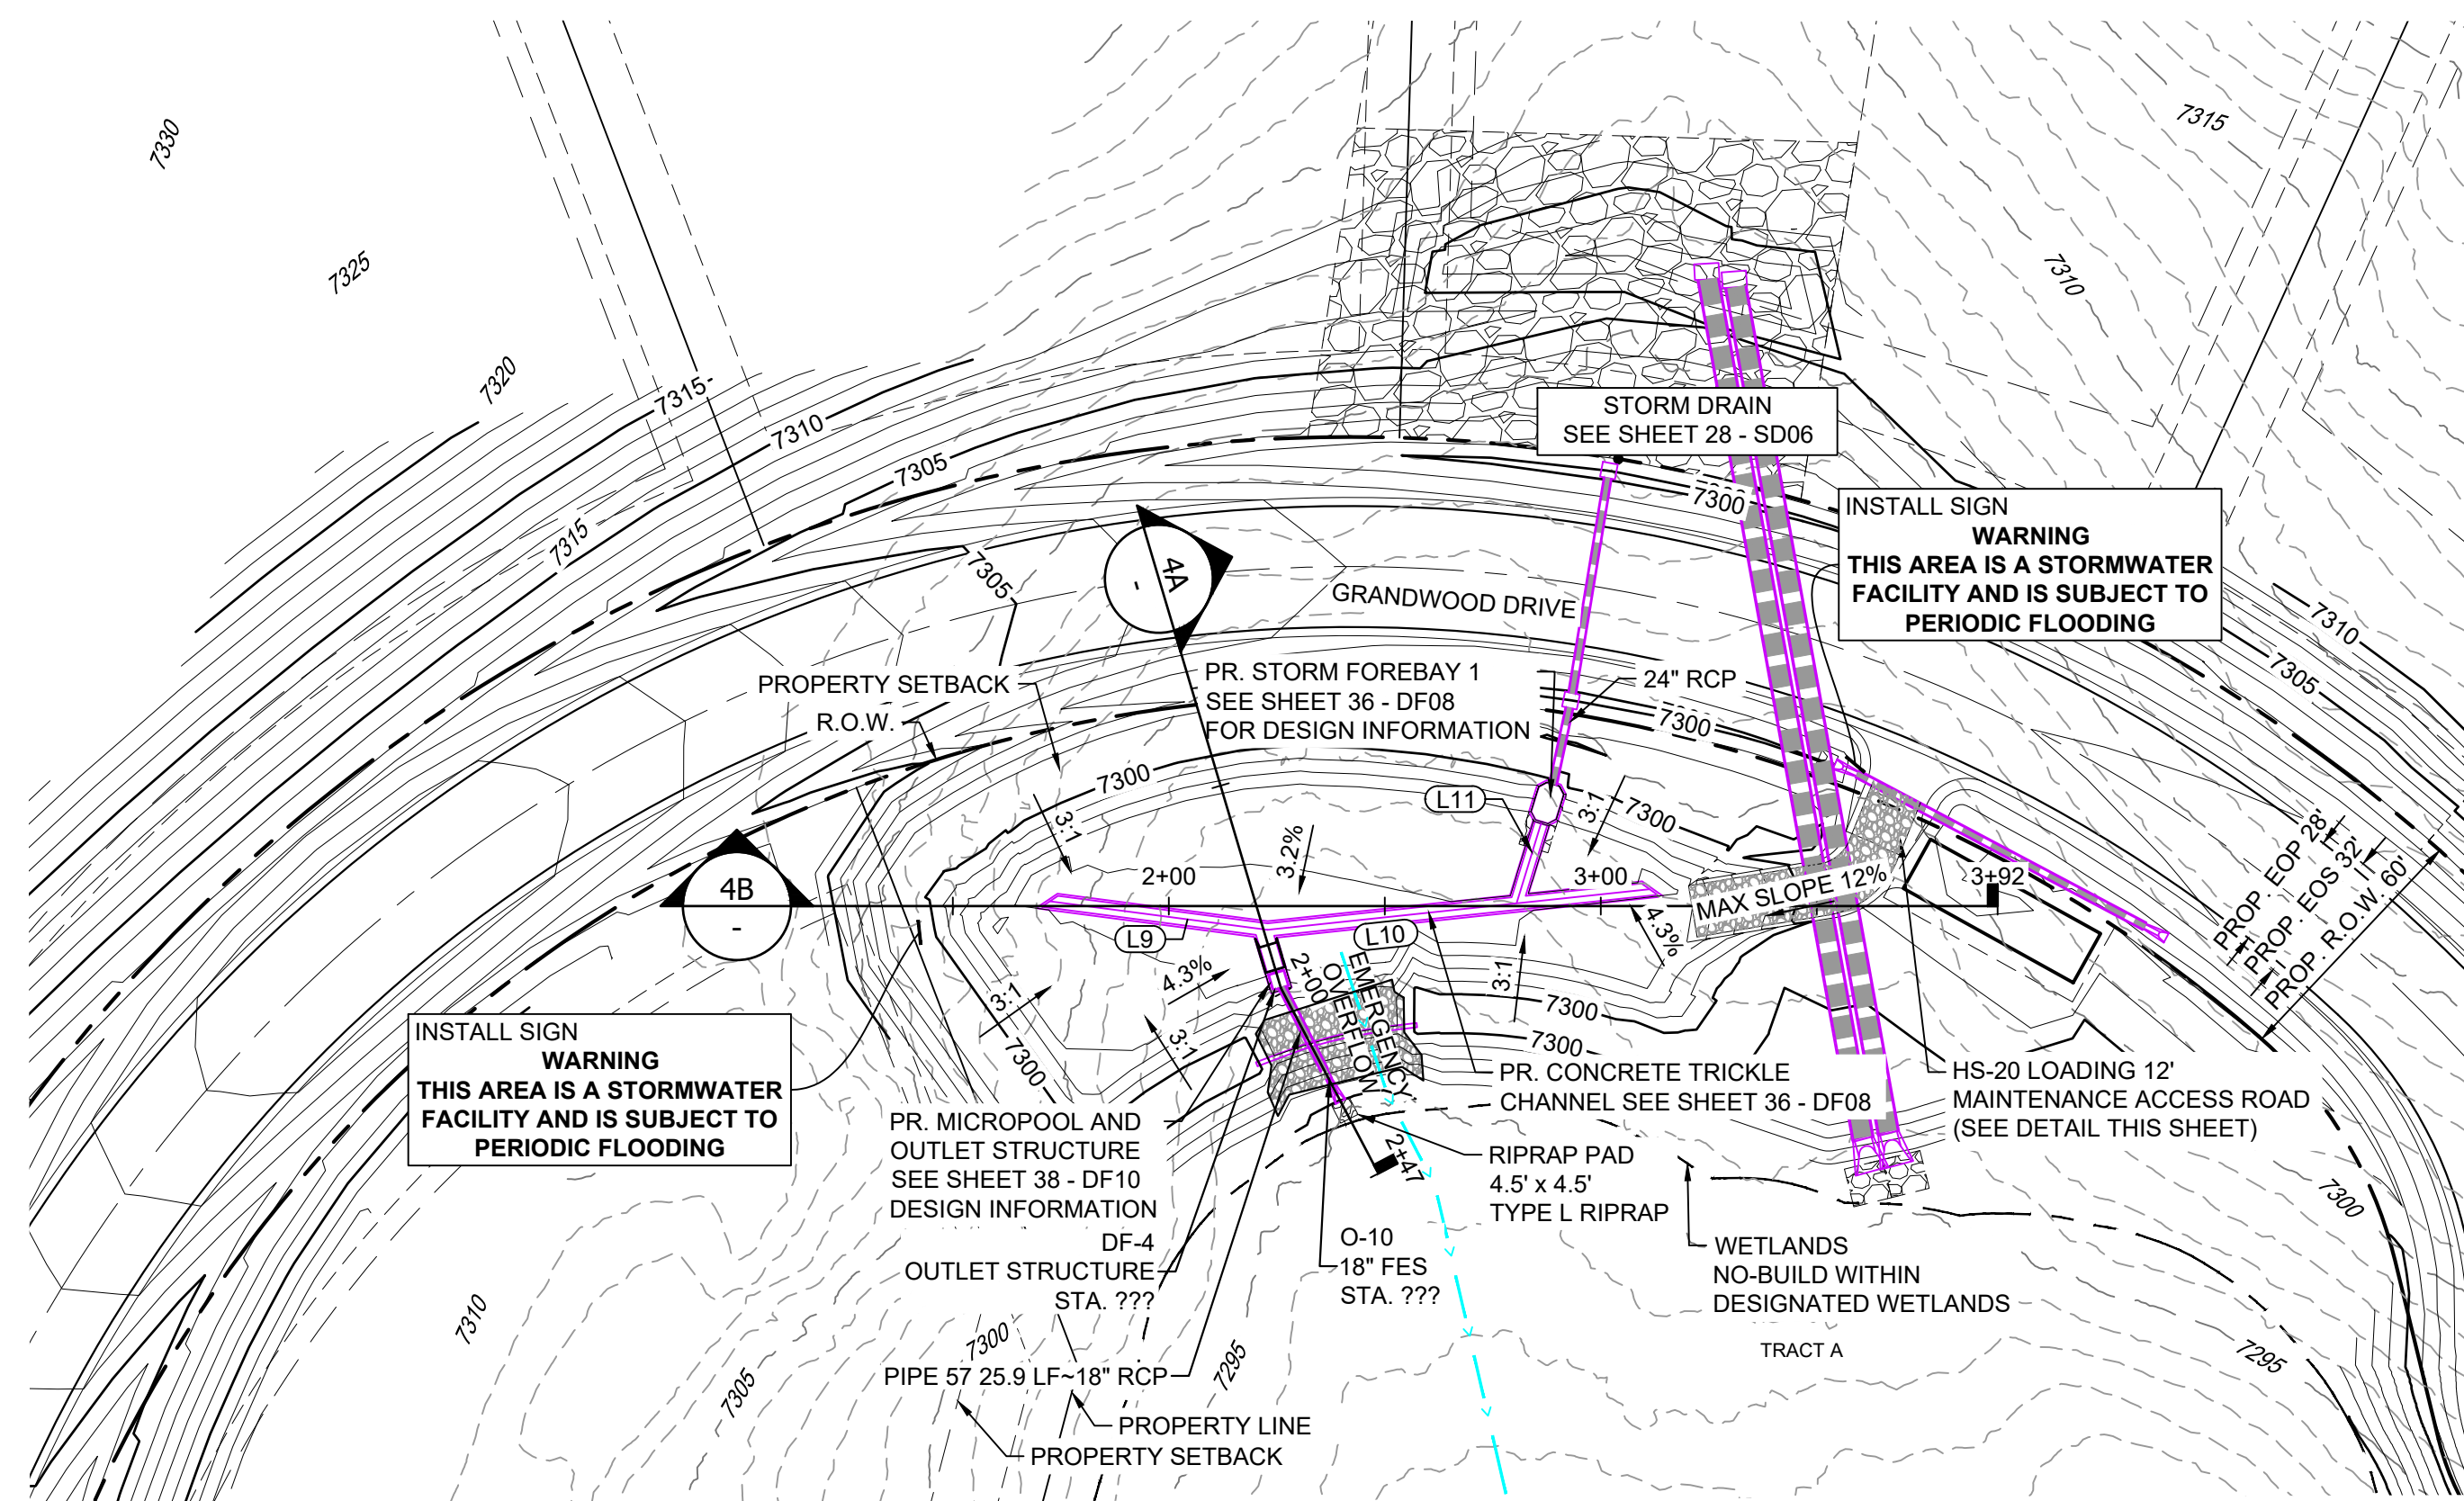 7330
7325
7320
7315
7310
7315
7310
7305
7315
7305
STORM DRAIN
SEE SHEET 28 - SD06
7300
INSTALL SIGN
WARNING
THIS AREA IS A STORMWATER
FACILITY AND IS SUBJECT TO
PERIODIC FLOODING
4A
-
GRANDWOOD DRIVE
7310
7305
PROPERTY SETBACK
R.O.W.
PR. STORM FOREBAY 1
SEE SHEET 36 - DF08
FOR DESIGN INFORMATION
24" RCP
7300
7300
L11
3:1
7300
3:1
3.2%
4B
-
2+00
3+00
MAX SLOPE 12%
3+92
PROP. EOP 28'
PROP. EOS 32'
PROP. R.O.W. 60'
L9
L10
4.3%
4.3%
3:1
3:1
3:1
2+00
EMERGENCY
OVERFLOW
7300
7300
7300
INSTALL SIGN
WARNING
THIS AREA IS A STORMWATER
FACILITY AND IS SUBJECT TO
PERIODIC FLOODING
PR. MICROPOOL AND
OUTLET STRUCTURE
SEE SHEET 38 - DF10
DESIGN INFORMATION
PR. CONCRETE TRICKLE
CHANNEL SEE SHEET 36 - DF08
HS-20 LOADING 12'
MAINTENANCE ACCESS ROAD
(SEE DETAIL THIS SHEET)
2+47
RIPRAP PAD
4.5' x 4.5'
TYPE L RIPRAP
7300
DF-4
OUTLET STRUCTURE
STA. ???
O-10
18" FES
STA. ???
WETLANDS
NO-BUILD WITHIN
DESIGNATED WETLANDS
TRACT A
7310
7300
7305
7295
7295
PIPE 57 25.9 LF~18" RCP
PROPERTY LINE
PROPERTY SETBACK